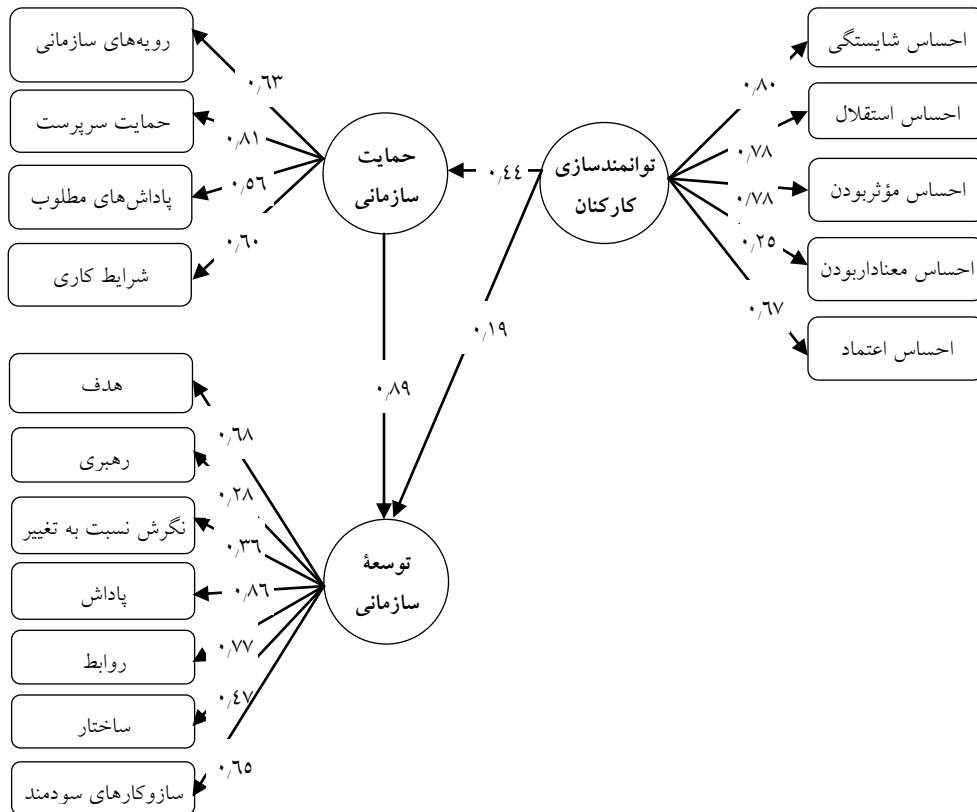 احساس شایستگی
احساس استقلال
احساس مؤثربودن
احساس معناداربودن
احساس اعتماد
۰٫۸۰
۰٫۷۸
۰٫۷۸
۰٫۲۵
۰٫۶۷
توانمندسازی
کارکنان
۰٫۴۴
۰٫۱۹
حمایت
سازمانی
۰٫۸۹
۰٫۶۳
۰٫۸۱
۰٫۵۶
۰٫۶۰
رویه‌های سازمانی
حمایت سرپرست
پاداش‌های مطلوب
شرایط کاری
توسعۀ
سازمانی
۰٫۶۸
۰٫۲۸
۰٫۳۶
۰٫۸۶
۰٫۷۷
۰٫۴۷
۰٫۶۵
هدف
رهبری
نگرش نسبت به تغییر
پاداش
روابط
ساختار
سازوکارهای سودمند